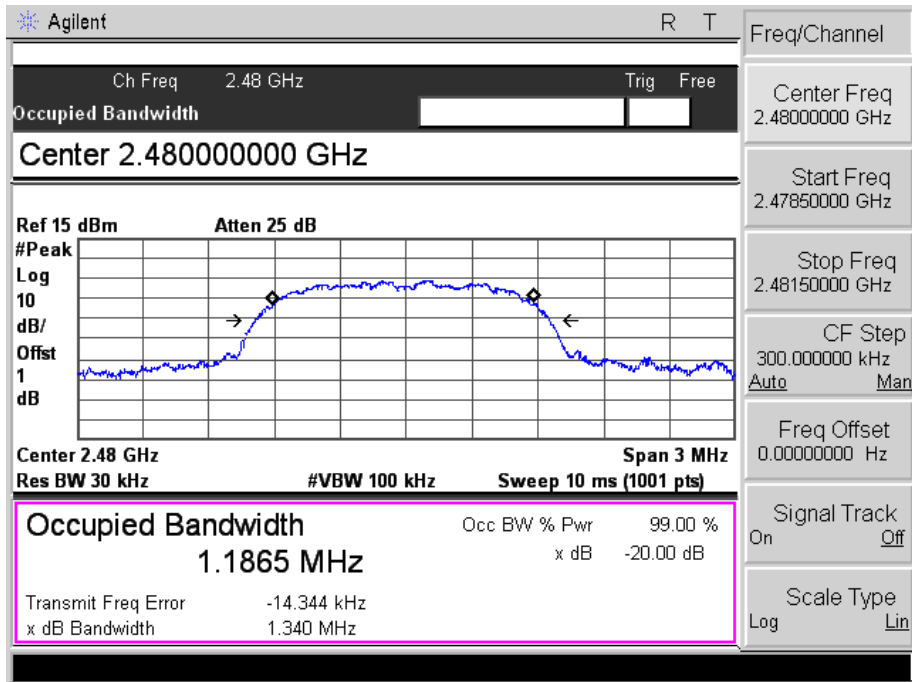 Agilent R T
Ch Freq 2.48 GHz Trig Free
Occupied Bandwidth
Center 2.480000000 GHz
Ref 15 dBm Atten 25 dB
#Peak
Log
10
dB/
Offst
1
dB
Center 2.48 GHz Span 3 MHz
Res BW 30 kHz #VBW 100 kHz Sweep 10 ms (1001 pts)
Occupied Bandwidth
1.1865 MHz
Occ BW % Pwr 99.00 %
x dB -20.00 dB
Transmit Freq Error -14.344 kHz
x dB Bandwidth 1.340 MHz
Freq/Channel
Center Freq
2.48000000 GHz
Start Freq
2.47850000 GHz
Stop Freq
2.48150000 GHz
CF Step
300.000000 kHz
Auto Man
Freq Offset
0.00000000 Hz
Signal Track
On Off
Scale Type
Log Lin